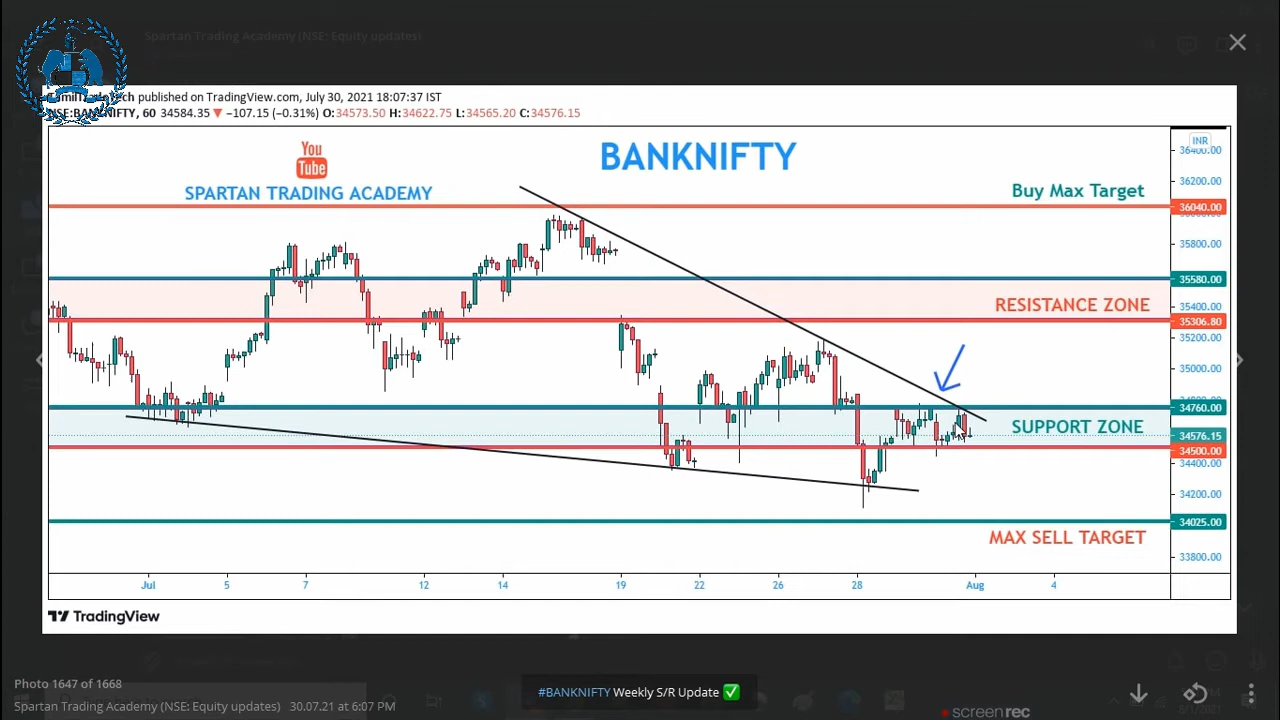 Spartan Trading Academy (NSE: Equity updates)
published on TradingView.com, July 30, 2021 18:07:37 IST
NSE:BANKNIFTY, 60 34584.35 ▼ −107.15 (−0.31%) O:34573.50 H:34622.75 L:34565.20 C:34576.15
You
Tube
SPARTAN TRADING ACADEMY
BANKNIFTY
INR
36400.00
36200.00
Buy Max Target
36040.00
35800.00
35580.00
RESISTANCE ZONE
35400.00
35306.80
35200.00
35000.00
34760.00
SUPPORT ZONE
34576.15
34500.00
34400.00
34200.00
34025.00
MAX SELL TARGET
33800.00
Jul 5 7 12 14 19 22 26 28 Aug 4
TradingView
Photo 1647 of 1668
#BANKNIFTY Weekly S/R Update ✅
Spartan Trading Academy (NSE: Equity updates) 30.07.21 at 6:07 PM
screenrec